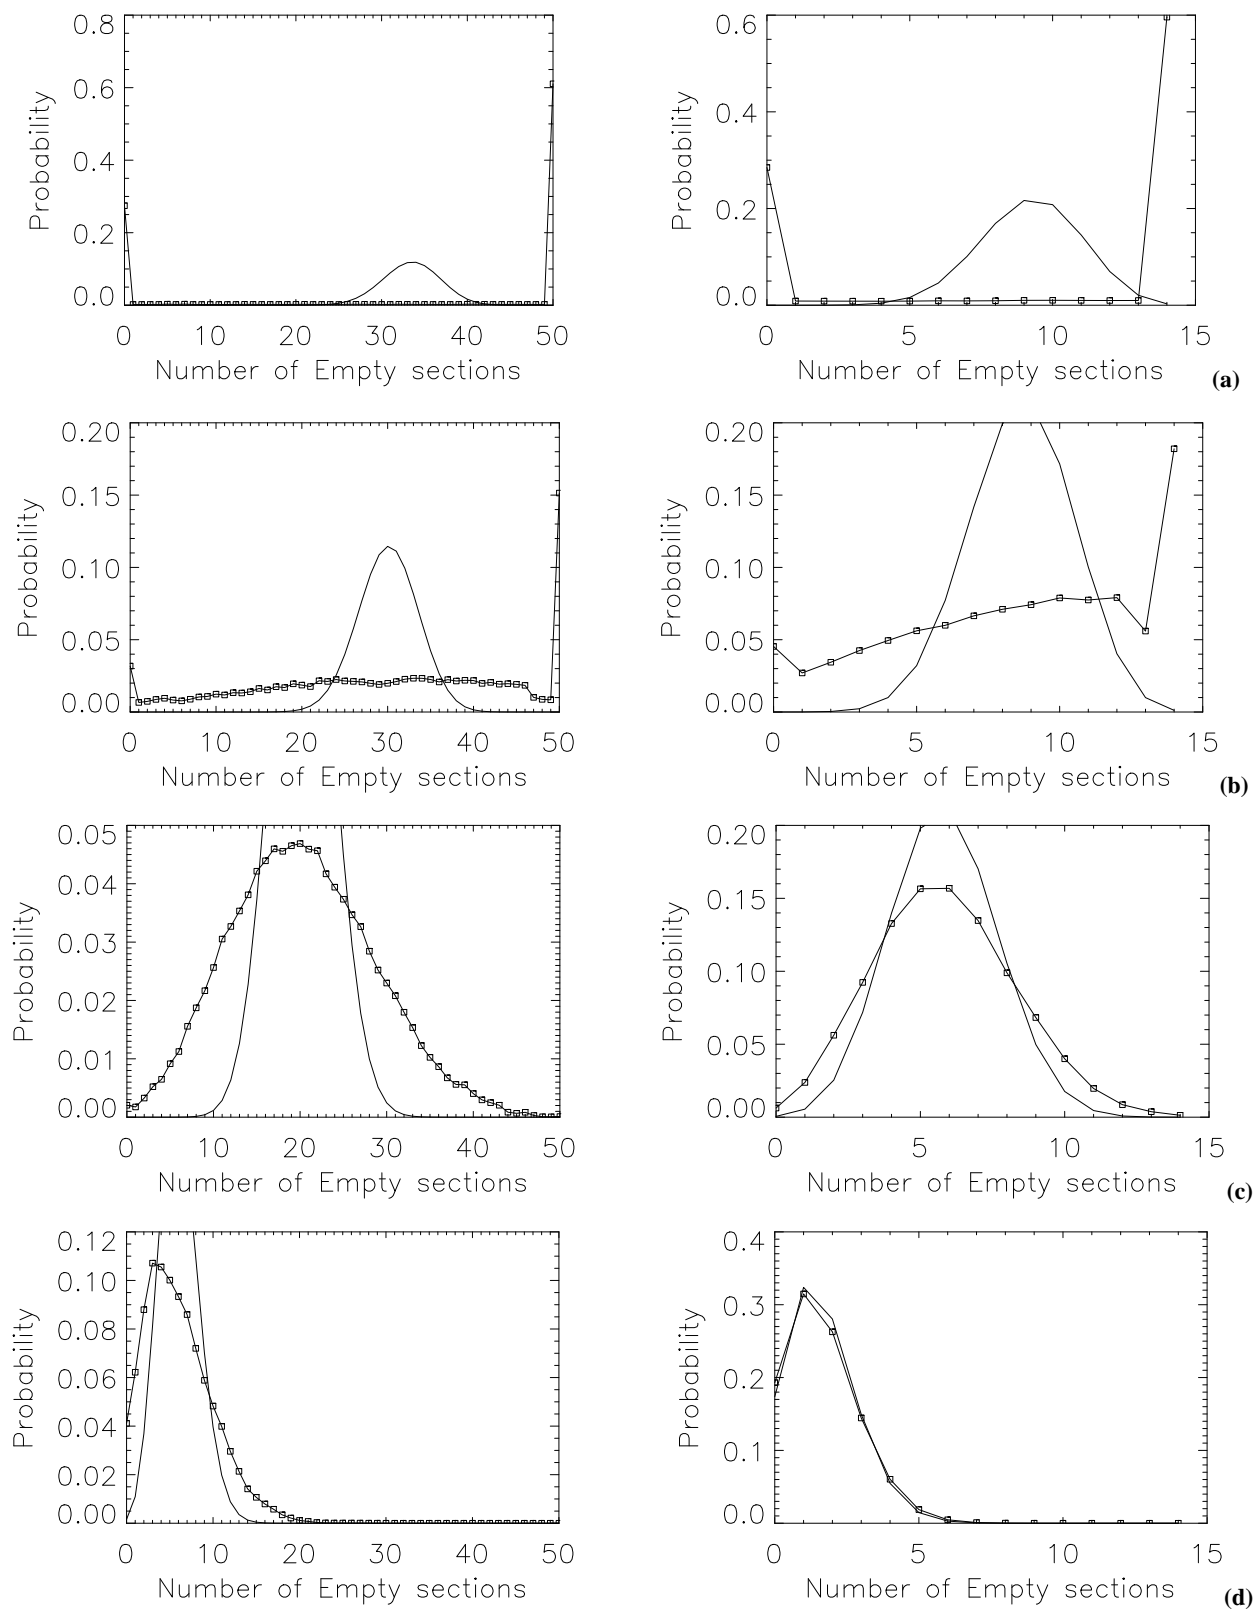 0.8
0.6
0.4
0.2
0.0
Probability
0 10 20 30 40 50
Number of Empty sections
0.6
0.4
0.2
0.0
Probability
0 5 10 15
Number of Empty sections
(a)
0.20
0.15
0.10
0.05
0.00
Probability
0 10 20 30 40 50
Number of Empty sections
0.20
0.15
0.10
0.05
0.00
Probability
0 5 10 15
Number of Empty sections
(b)
0.05
0.04
0.03
0.02
0.01
0.00
Probability
0 10 20 30 40 50
Number of Empty sections
0.20
0.15
0.10
0.05
0.00
Probability
0 5 10 15
Number of Empty sections
(c)
0.12
0.10
0.08
0.06
0.04
0.02
0.00
Probability
0 10 20 30 40 50
Number of Empty sections
0.4
0.3
0.2
0.1
0.0
Probability
0 5 10 15
Number of Empty sections
(d)